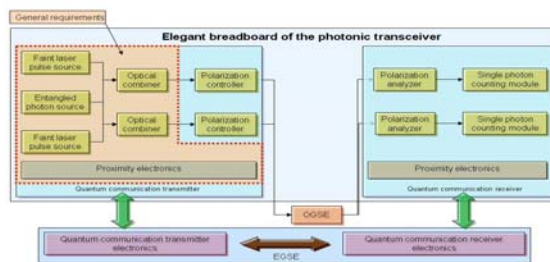 General requirements
Elegant breadboard of the photonic transceiver
Faint laser
pulse source
Optical
combiner
Polarization
controller
Polarization
analyzer
Single photon
counting module
Entangled
photon source
Faint laser
pulse source
Optical
combiner
Polarization
controller
Polarization
analyzer
Single photon
counting module
Proximity electronics
Proximity electronics
Quantum communication transmitter
Quantum communication receiver
OGSE
Quantum communication transmitter
electronics
Quantum communication receiver
electronics
EGSE